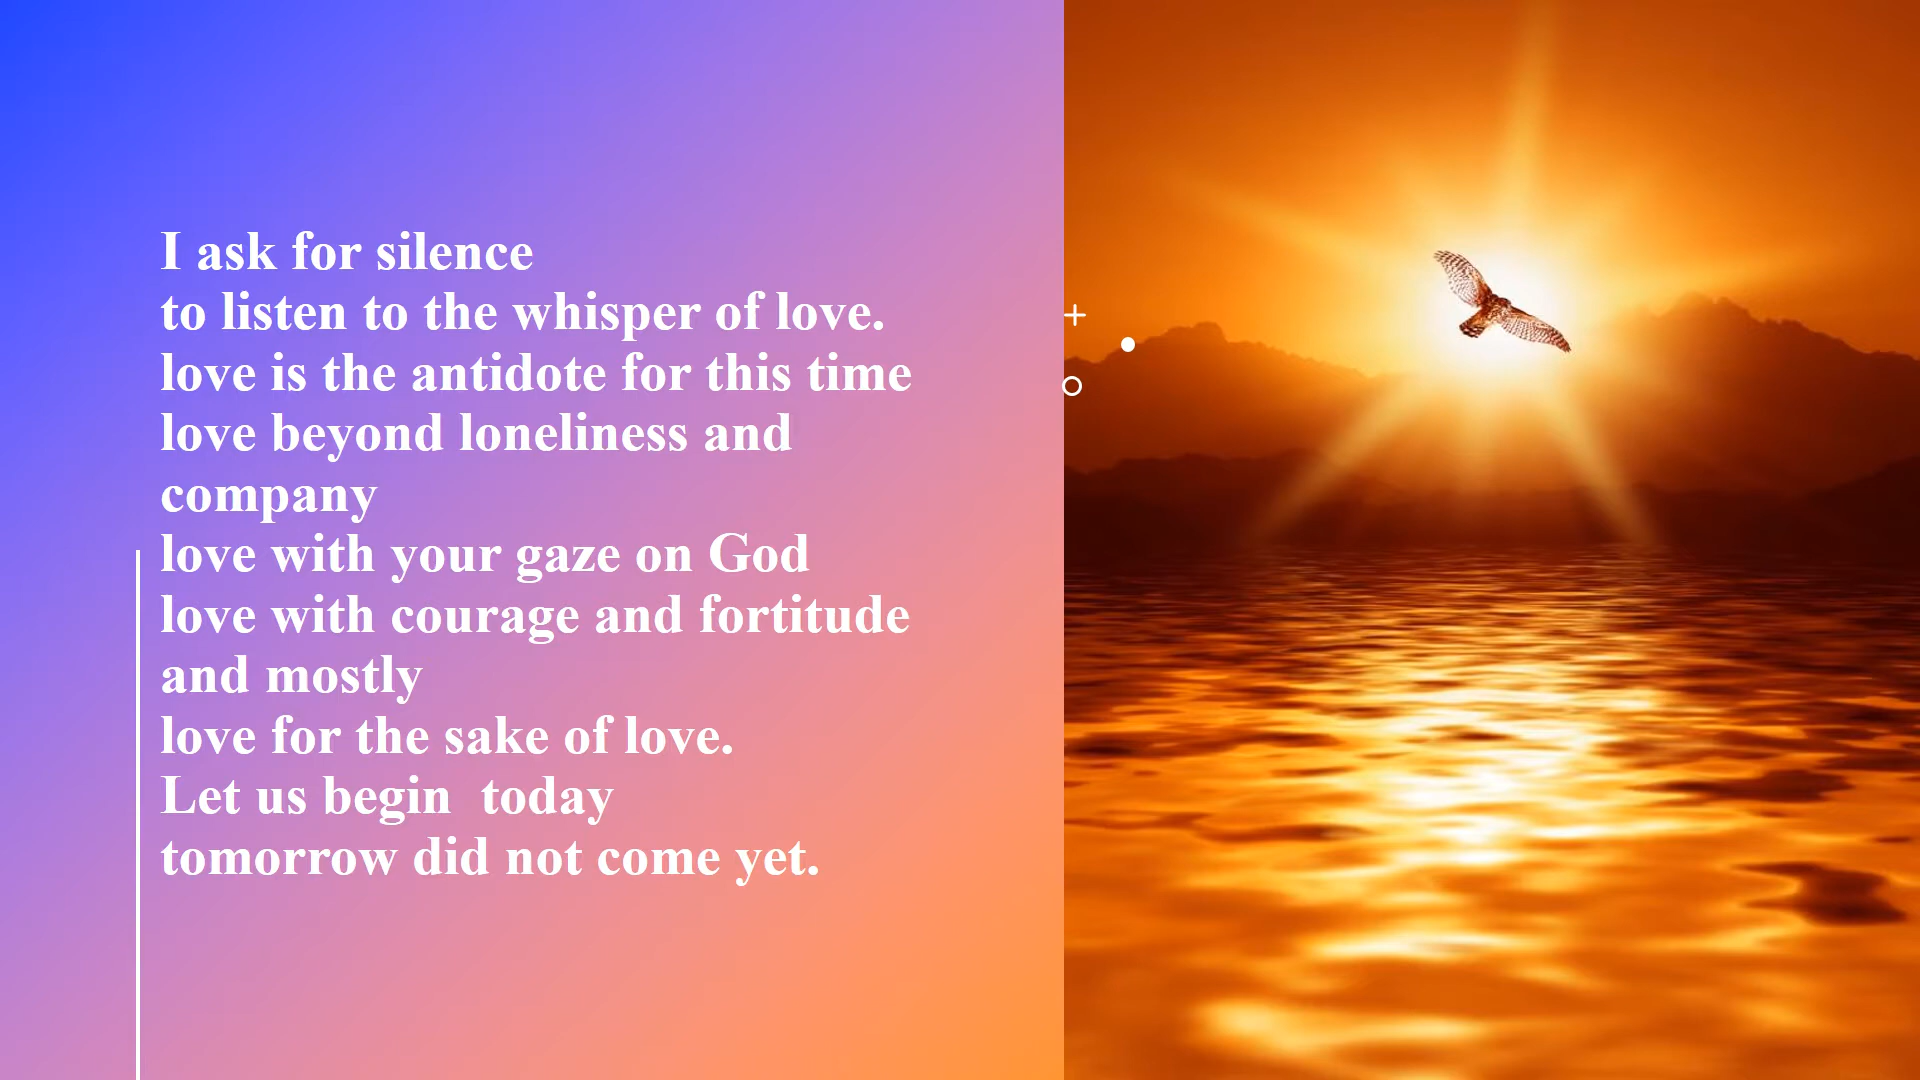 I ask for silence
to listen to the whisper of love.
love is the antidote for this time
love beyond loneliness and
company
love with your gaze on God
love with courage and fortitude
and mostly
love for the sake of love.
Let us begin  today
tomorrow did not come yet.